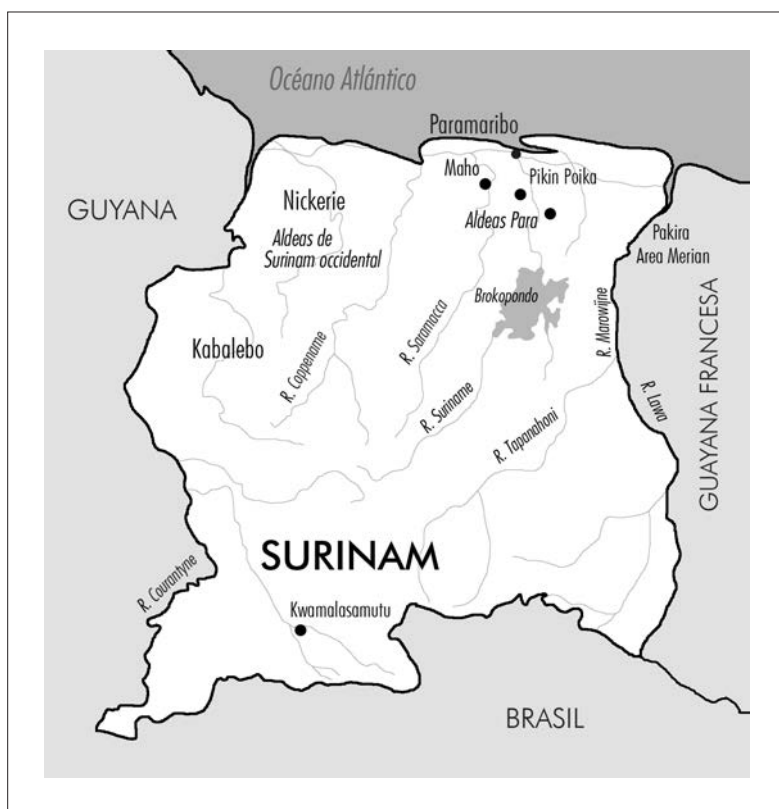 Océano Atlántico
Paramaribo
Maho
Pikin Poika
GUYANA
Nickerie
Aldeas Para
Aldeas de
Surinam occidental
Pakira
Area Merian
Brokopondo
Kabalebo
R. Coppename
R. Saramacca
R. Marowijne
R. Suriname
R. Tapanahoni
R. Lawa
GUAYANA FRANCESA
SURINAM
R. Courantyne
Kwamalasamutu
BRASIL